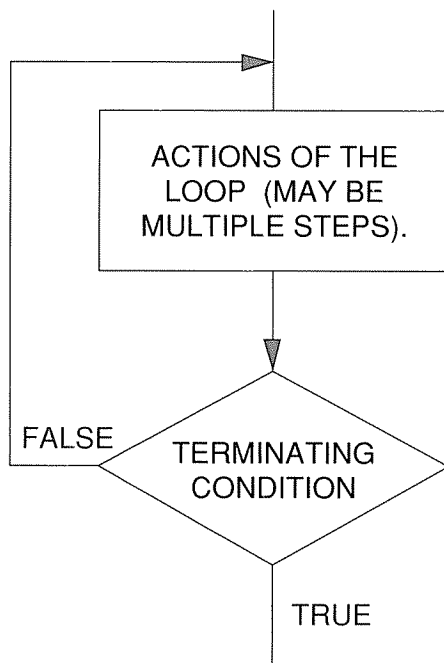 ACTIONS OF THE
LOOP (MAY BE
MULTIPLE STEPS).
FALSE
TERMINATING
CONDITION
TRUE